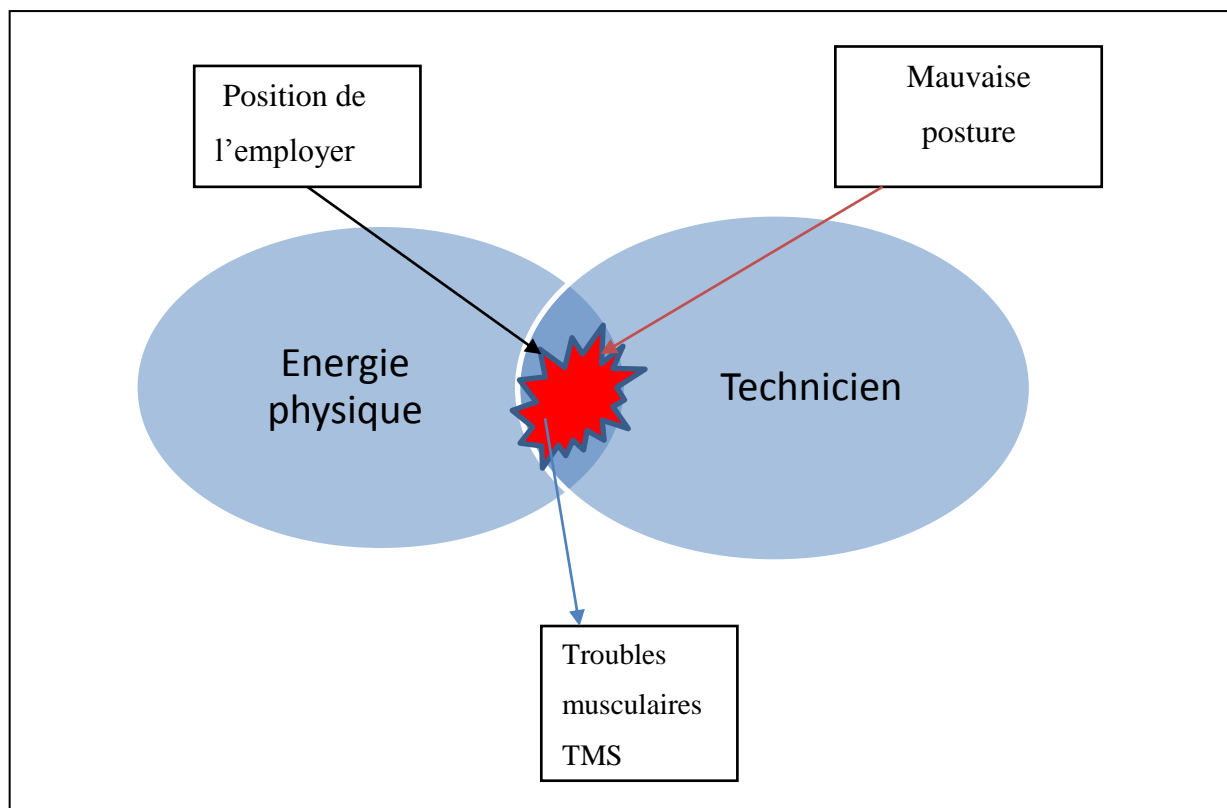 Position de
l’employer
Mauvaise
posture
Energie
physique
Technicien
Troubles
musculaires
TMS